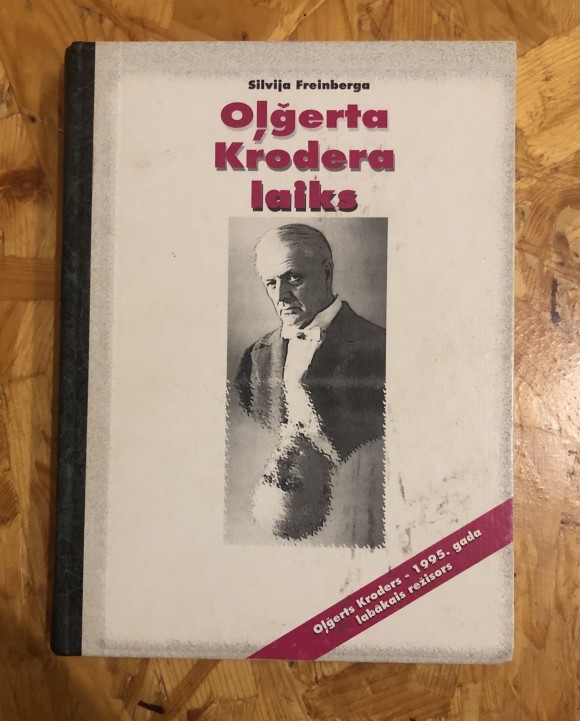 Silvija Freinberga
Oļģerta
Krodera
laiks
Oļģerts Kroders - 1995. gada
labākais režisors